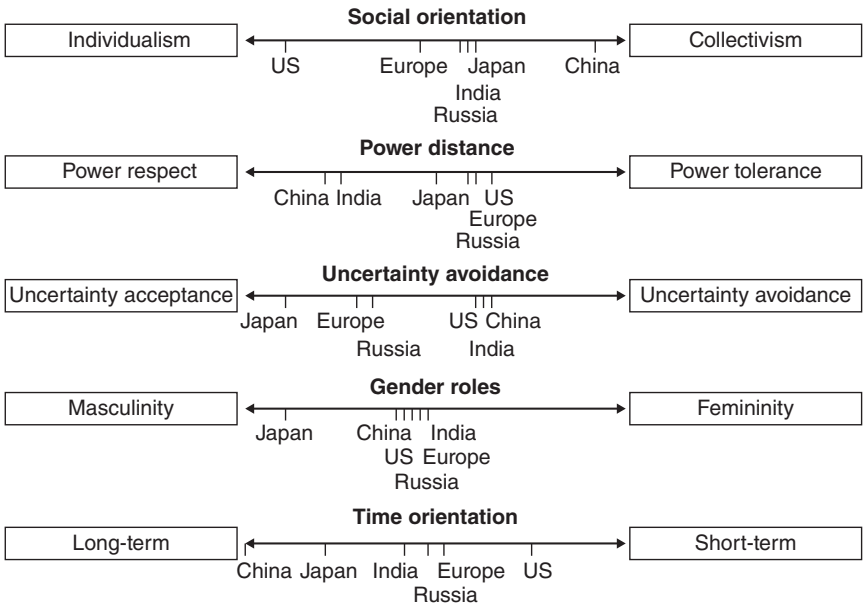 Social orientation
Individualism Collectivism
US Europe Japan China
India
Russia
Power distance
Power respect Power tolerance
China India Japan US
Europe
Russia
Uncertainty avoidance
Uncertainty acceptance Uncertainty avoidance
Japan Europe US China
Russia India
Gender roles
Masculinity Femininity
Japan China India
US Europe
Russia
Time orientation
Long-term Short-term
China Japan India Europe US
Russia